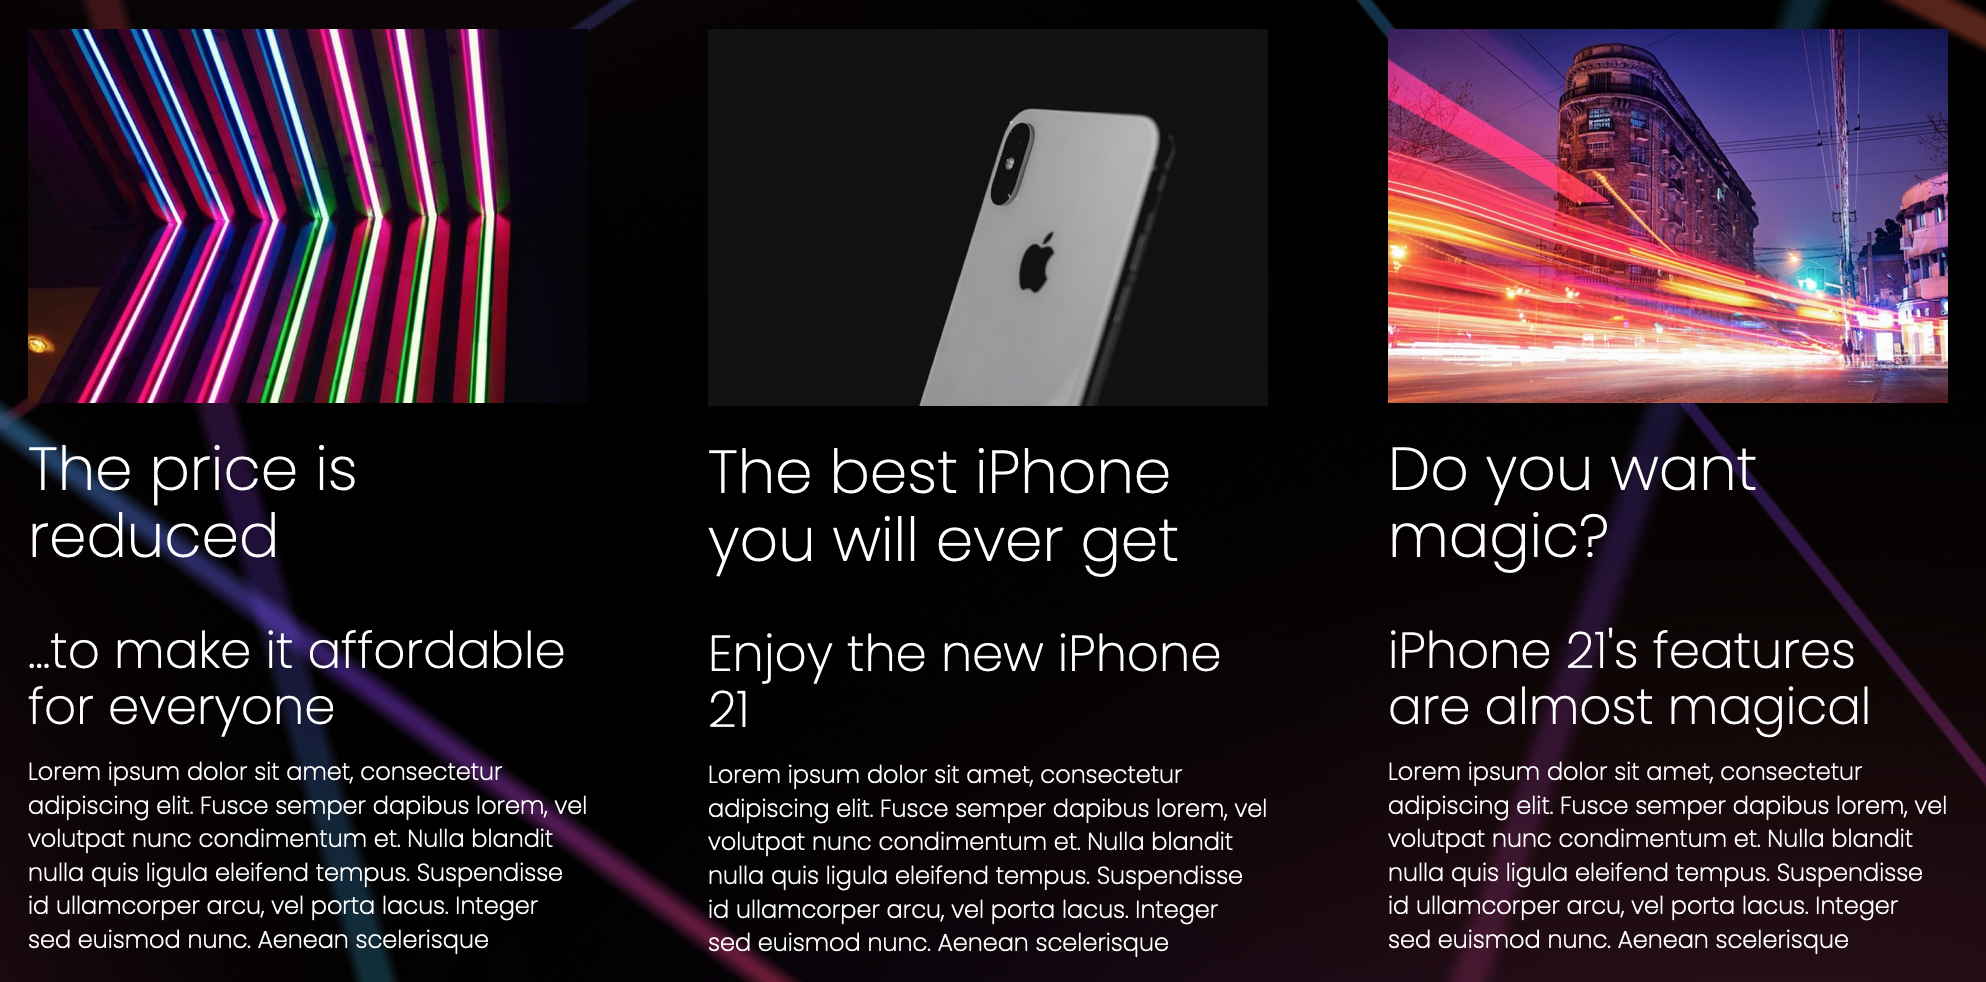 The price is
reduced
...to make it affordable
for everyone
Lorem ipsum dolor sit amet, consectetur
adipiscing elit. Fusce semper dapibus lorem, vel
volutpat nunc condimentum et. Nulla blandit
nulla quis ligula eleifend tempus. Suspendisse
id ullamcorper arcu, vel porta lacus. Integer
sed euismod nunc. Aenean scelerisque
The best iPhone
you will ever get
Enjoy the new iPhone
21
Lorem ipsum dolor sit amet, consectetur
adipiscing elit. Fusce semper dapibus lorem, vel
volutpat nunc condimentum et. Nulla blandit
nulla quis ligula eleifend tempus. Suspendisse
id ullamcorper arcu, vel porta lacus. Integer
sed euismod nunc. Aenean scelerisque
Do you want
magic?
iPhone 21's features
are almost magical
Lorem ipsum dolor sit amet, consectetur
adipiscing elit. Fusce semper dapibus lorem, vel
volutpat nunc condimentum et. Nulla blandit
nulla quis ligula eleifend tempus. Suspendisse
id ullamcorper arcu, vel porta lacus. Integer
sed euismod nunc. Aenean scelerisque